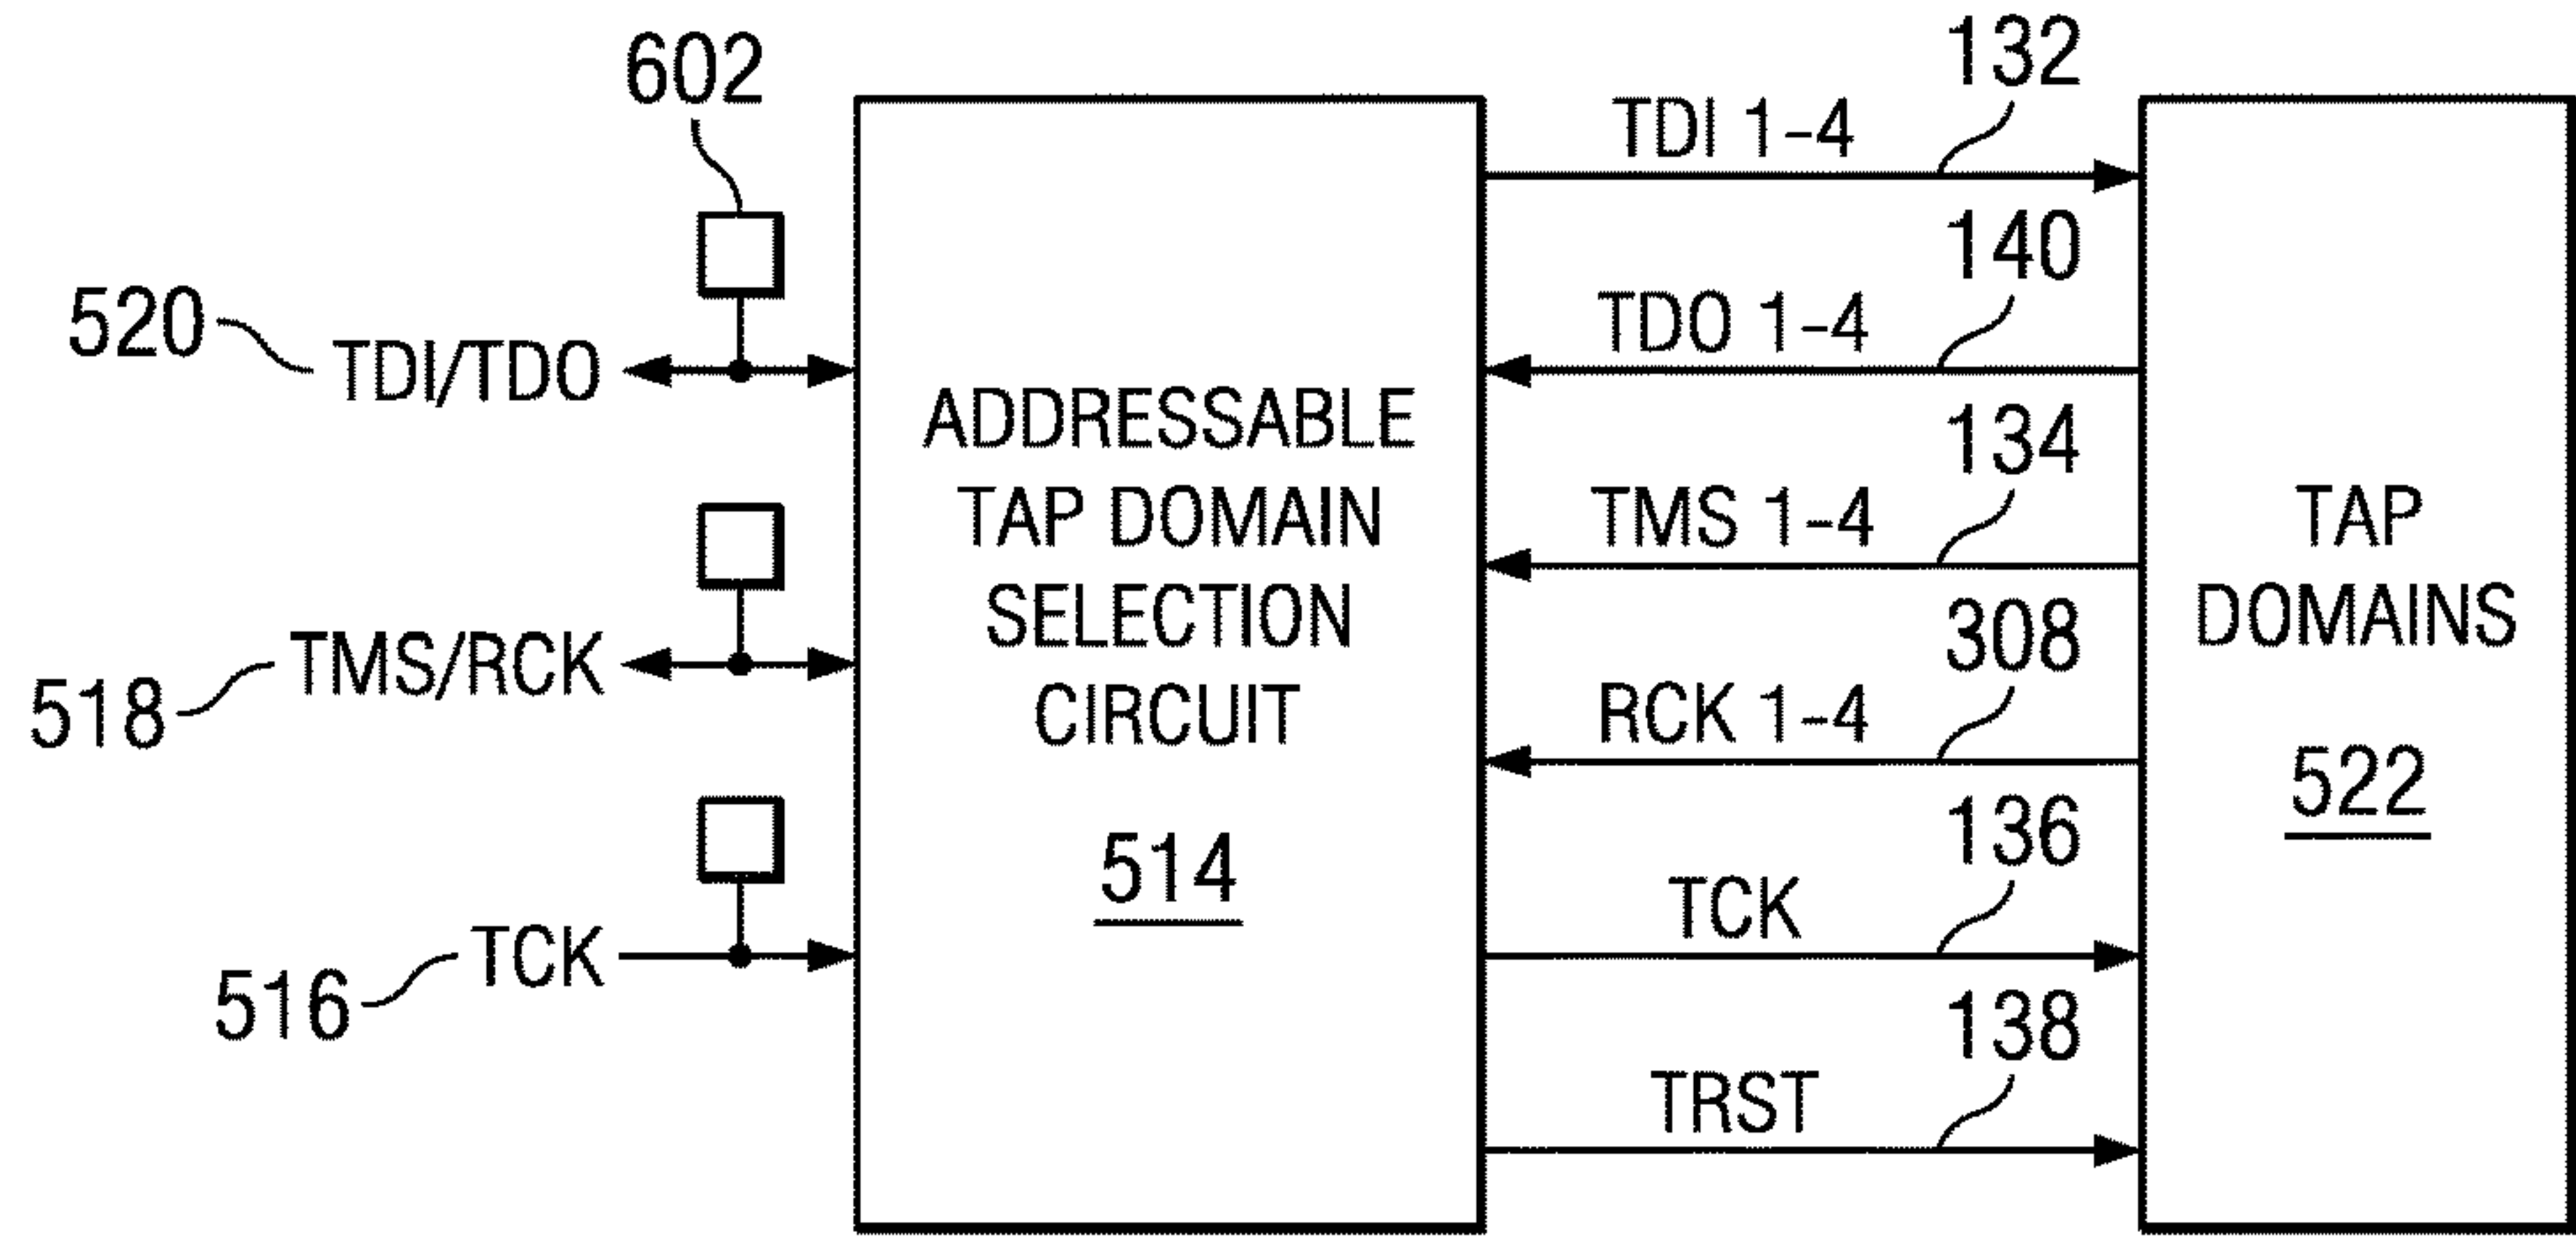 602
520
TDI/TDO
518
TMS/RCK
516
TCK
ADDRESSABLE
TAP DOMAIN
SELECTION
CIRCUIT
514
132
TDI 1-4
140
TDO 1-4
134
TMS 1-4
308
RCK 1-4
136
TCK
138
TRST
TAP
DOMAINS
522